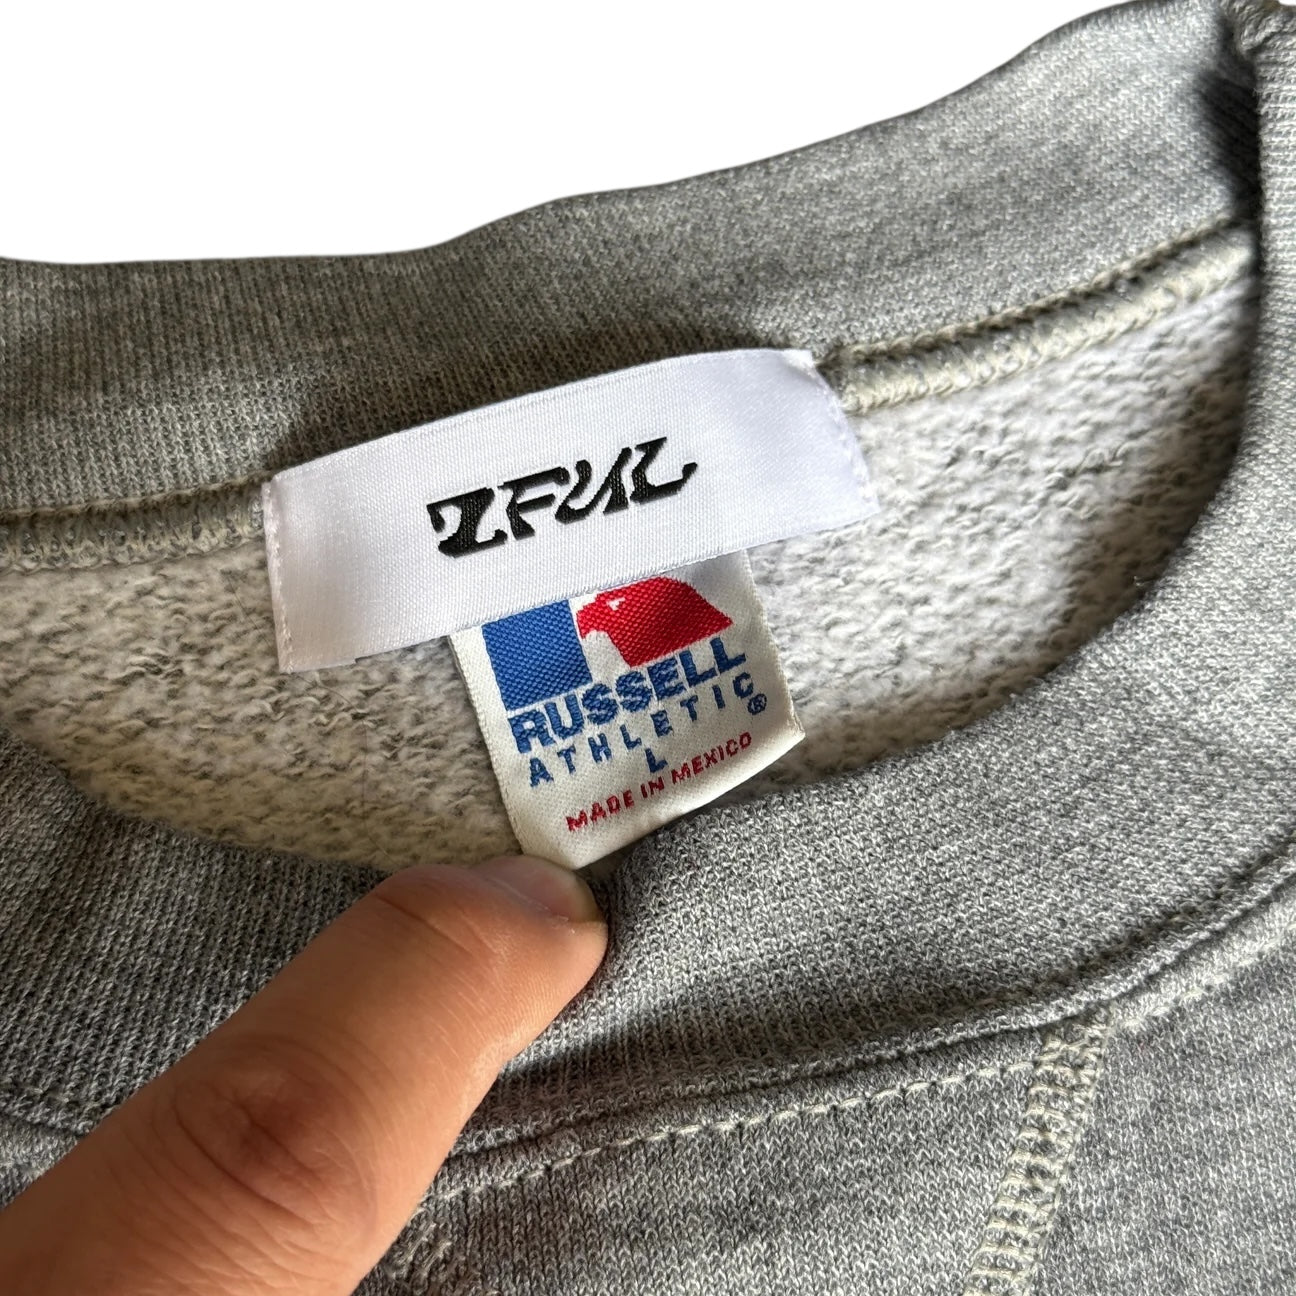 ZFUL
RUSSELL
ATHLETIC®
L
MADE IN MEXICO